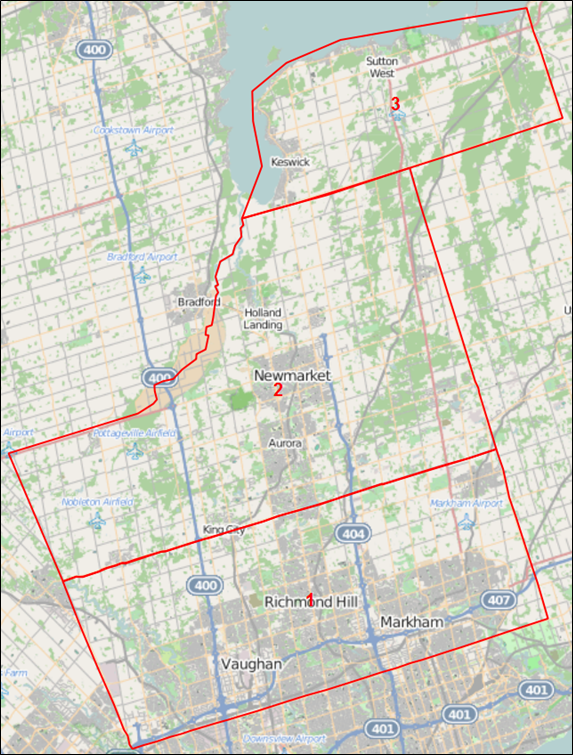 400
Sutton
West
3
Cookstown Airport
Keswick
Bradford Airport
Bradford
Holland
Landing
U
400
Newmarket
2
Airport
Pottageville Airfield
Aurora
Nobleton Airfield
Markham Airport
King City
404
400
Richmond Hill
1
407
Markham
Vaughan
Farm
401
401
401
Downsview Airport